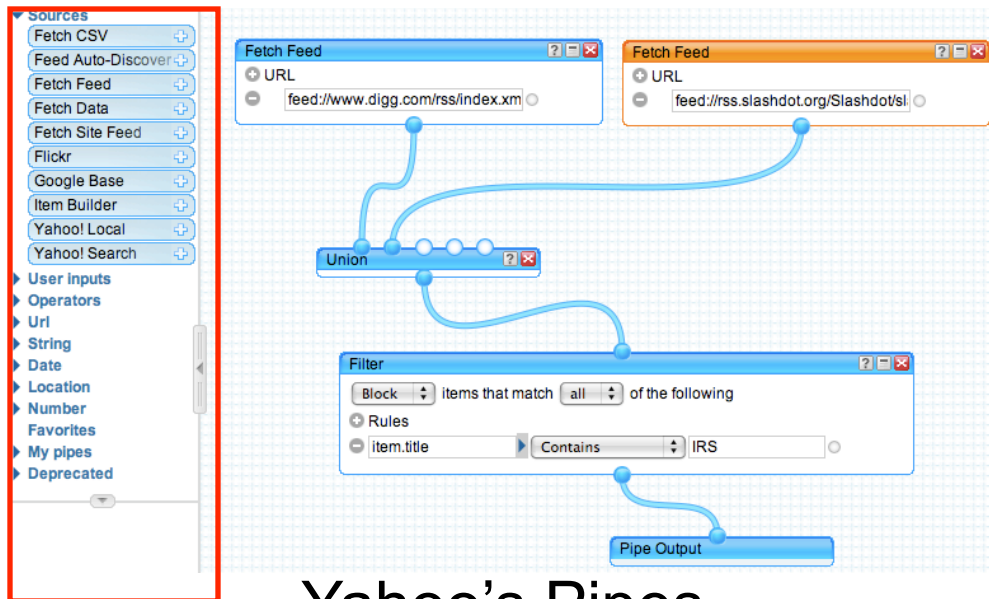 Sources
Fetch CSV
Feed Auto-Discover
Fetch Feed
Fetch Data
Fetch Site Feed
Flickr
Google Base
Item Builder
Yahoo! Local
Yahoo! Search
User inputs
Operators
Url
String
Date
Location
Number
Favorites
My pipes
Deprecated
Fetch Feed ?
URL
feed://www.digg.com/rss/index.xm
Fetch Feed ?
URL
feed://rss.slashdot.org/Slashdot/sl
Union ?
Filter ?
Block items that match all of the following
Rules
item.title Contains IRS
Pipe Output
Yahoo's Pipes